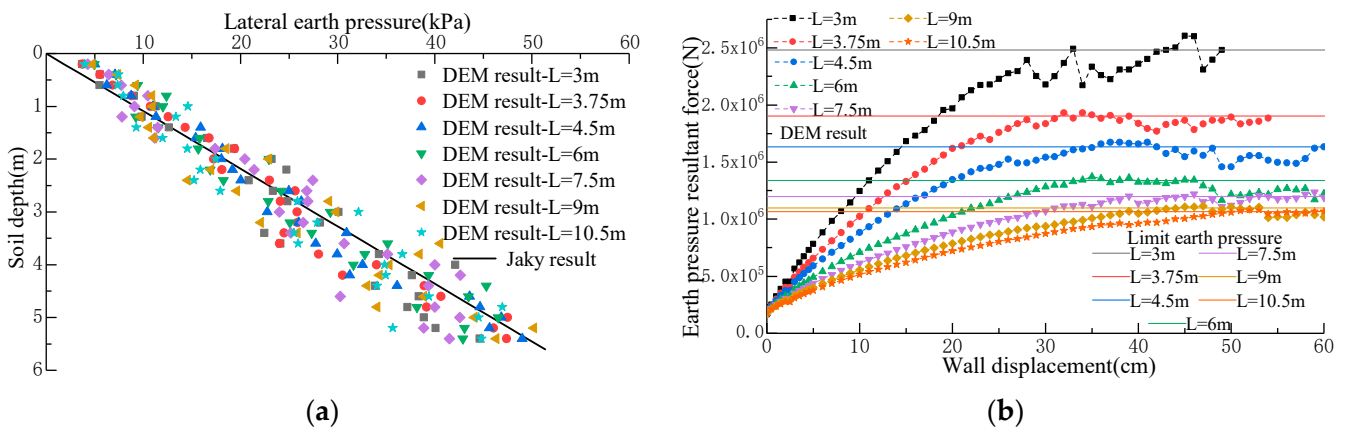 Lateral earth pressure(kPa)
0 10 20 30 40 50 60
0
1
2
3
4
5
6
Soil depth(m)
DEM result-L=3m
DEM result-L=3.75m
DEM result-L=4.5m
DEM result-L=6m
DEM result-L=7.5m
DEM result-L=9m
DEM result-L=10.5m
Jaky result
(a)
Earth pressure resultant force(N)
2.5x10⁶
2.0x10⁶
1.5x10⁶
1.0x10⁶
5.0x10⁵
0.0
L=3m L=9m
L=3.75m L=10.5m
L=4.5m
L=6m
L=7.5m
DEM result
Limit earth pressure
L=3m L=7.5m
L=3.75m L=9m
L=4.5m L=10.5m
L=6m
0 10 20 30 40 50 60
Wall displacement(cm)
(b)